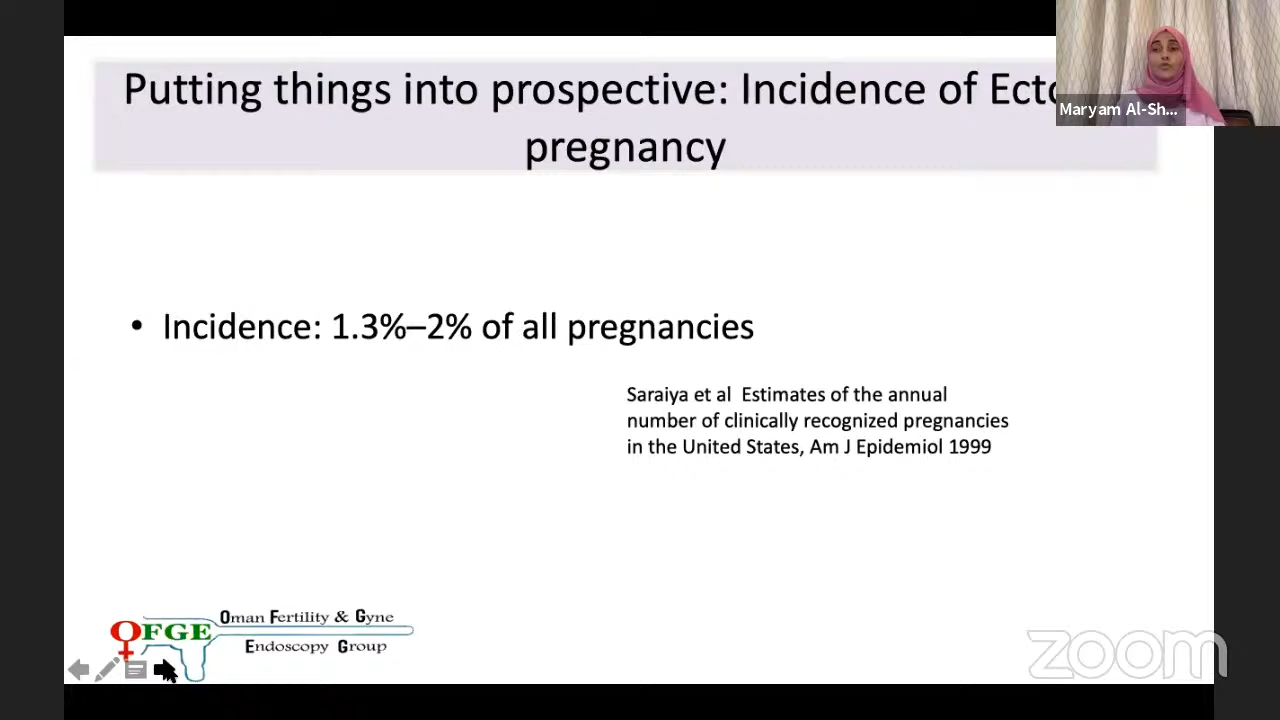 Putting things into prospective: Incidence of Ecto
pregnancy
Maryam Al-Sh...
• Incidence: 1.3%–2% of all pregnancies
Saraiya et al Estimates of the annual
number of clinically recognized pregnancies
in the United States, Am J Epidemiol 1999
OFGE
Oman Fertility & Gyne
Endoscopy Group
zoom